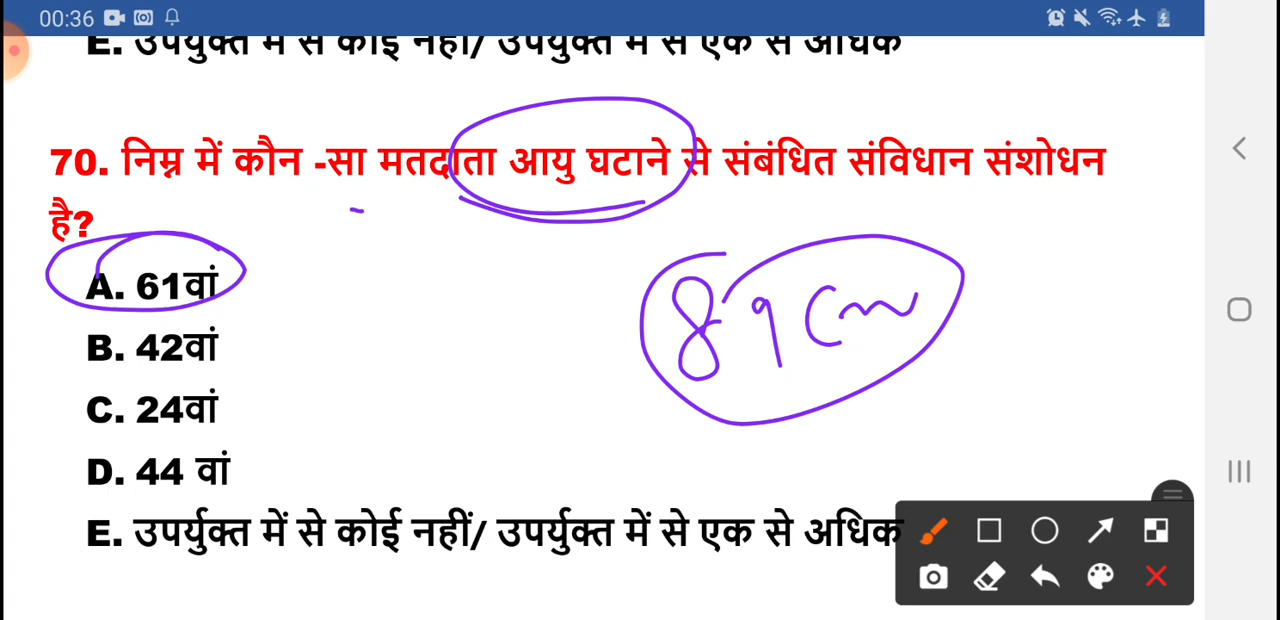 00:36
E. उपर्युक्त में से कोई नहीं/ उपर्युक्त में से एक से अधिक
70. निम्न में कौन -सा मतदाता आयु घटाने से संबंधित संविधान संशोधन
है?
A. 61वां
B. 42वां
C. 24वां
D. 44 वां
E. उपर्युक्त में से कोई नहीं/ उपर्युक्त में से एक से अधिक